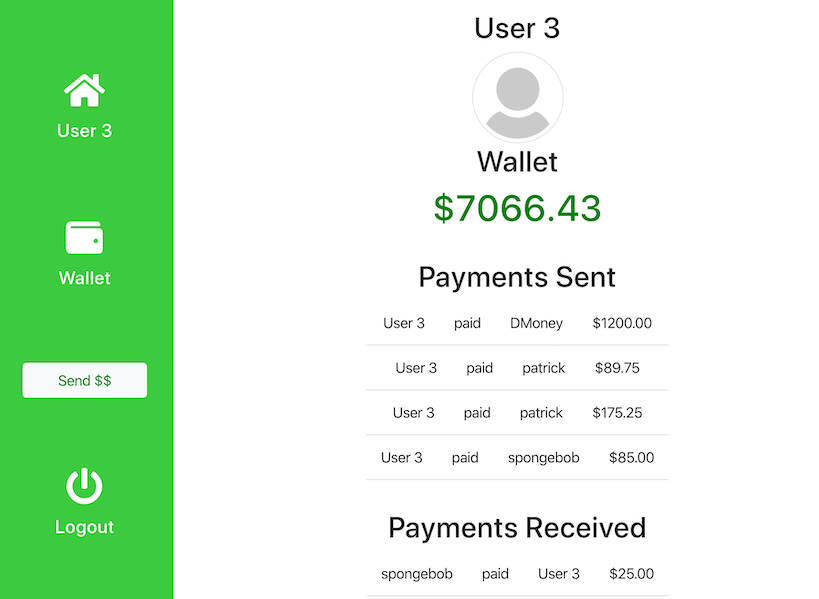 User 3
Wallet
Send $$
Logout
User 3
Wallet
$7066.43
Payments Sent
User 3 paid DMoney $1200.00
User 3 paid patrick $89.75
User 3 paid patrick $175.25
User 3 paid spongebob $85.00
Payments Received
spongebob paid User 3 $25.00